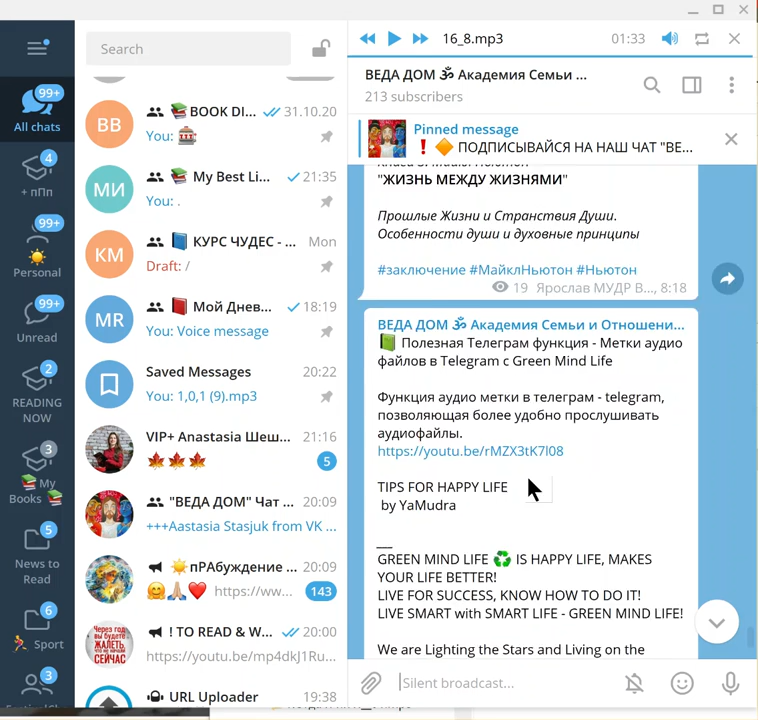 99+
All chats
4
+ пПп
99+
Personal
99+
Unread
2
READING
NOW
3
My
Books
5
News to
Read
6
Sport
3
Search
BB
BOOK DI...
31.10.20
You:
МИ
My Best Li...
21:35
You: .
КМ
КУРС ЧУДЕС - ...
Mon
Draft: /
MR
Мой Днев...
18:19
You: Voice message
Saved Messages
20:22
You: 1,0,1 (9).mp3
VIP+ Anastasia Шеш...
21:16
5
"ВЕДА ДОМ" Чат ...
20:09
+++Aastasia Stasjuk from VK ...
пРАбуждение ...
20:09
https://ww...
143
Через год
вы будете
ЖАЛЕТЬ,
СЕЙЧАС
! TO READ & W...
20:00
https://youtu.be/mp4dkJ1Ru...
URL Uploader
19:38
16_8.mp3
01:33
ВЕДА ДОМ ॐ Академия Семьи ...
213 subscribers
Pinned message
❗🔶 ПОДПИСЫВАЙСЯ НА НАШ ЧАТ "ВЕ...
"ЖИЗНЬ МЕЖДУ ЖИЗНЯМИ"
Прошлые Жизни и Странствия Души.
Особенности души и духовные принципы
#заключение #МайклНьютон #Ньютон
19 Ярослав МУДР В..., 8:18
ВЕДА ДОМ ॐ Академия Семьи и Отношени...
📗 Полезная Телеграм функция - Метки аудио
файлов в Telegram с Green Mind Life
Функция аудио метки в телеграм - telegram,
позволяющая более удобно прослушивать
аудиофайлы.
https://youtu.be/rMZX3tK7l08
TIPS FOR HAPPY LIFE
by YaMudra
__
GREEN MIND LIFE ♻ IS HAPPY LIFE, MAKES
YOUR LIFE BETTER!
LIVE FOR SUCCESS, KNOW HOW TO DO IT!
LIVE SMART with SMART LIFE - GREEN MIND LIFE!
We are Lighting the Stars and Living on the
Silent broadcast...